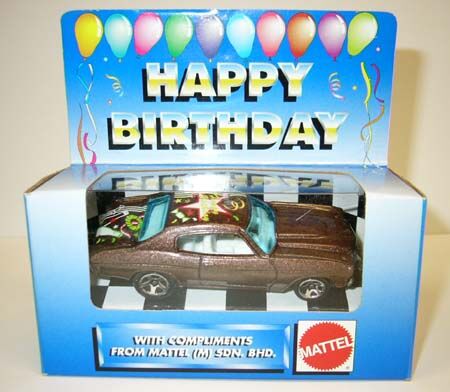 HAPPY
BIRTHDAY
WITH COMPLIMENTS
FROM MATTEL (M) SDN. BHD.
MATTEL